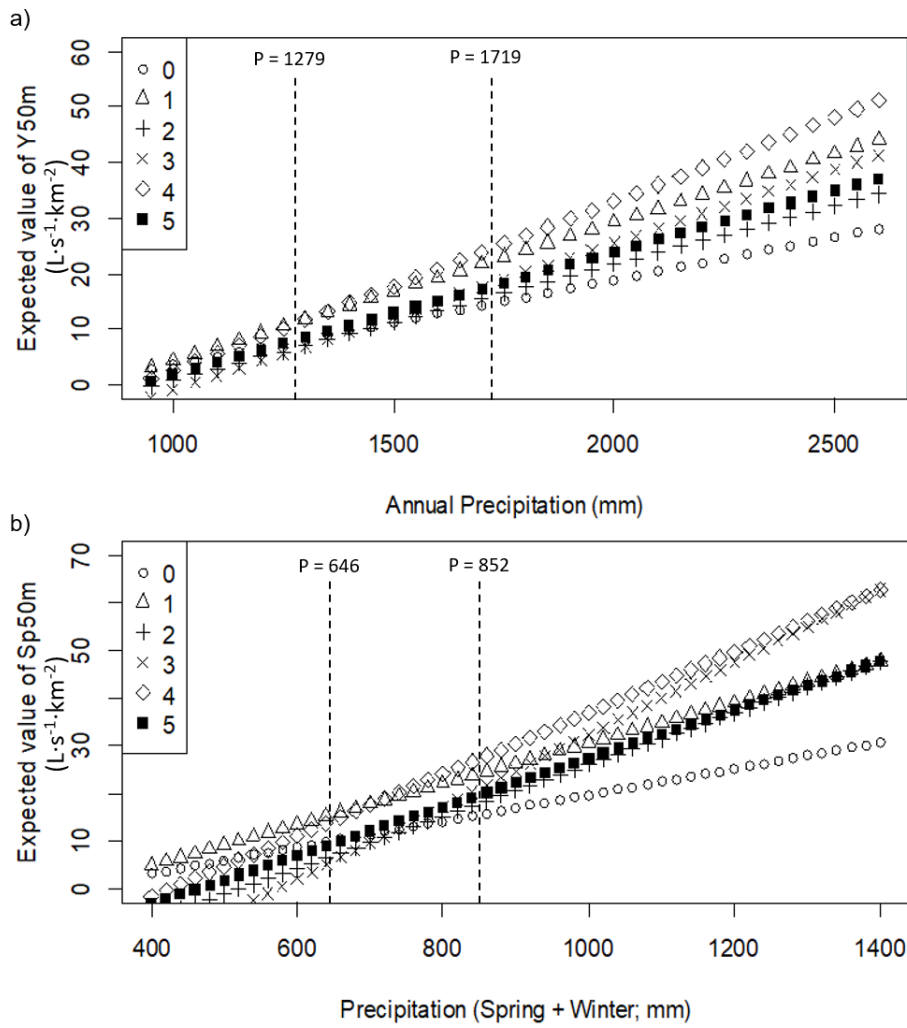 a)
P = 1279
P = 1719
0
1
2
3
4
5
60
50
40
30
20
10
0
Expected value of Y50m
(L·s⁻¹·km⁻²)
1000
1500
2000
2500
Annual Precipitation (mm)
b)
P = 646
P = 852
0
1
2
3
4
5
70
50
30
10
0
Expected value of Sp50m
(L·s⁻¹·km⁻²)
400
600
800
1000
1200
1400
Precipitation (Spring + Winter; mm)